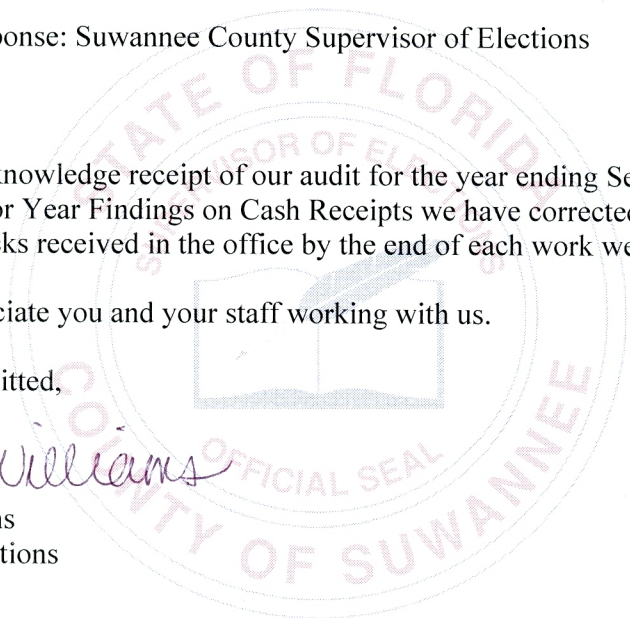 onse: Suwannee County Supervisor of Elections
STATE OF FLORIDA
SUPERVISOR OF ELECTIONS
knowledge receipt of our audit for the year ending Se
or Year Findings on Cash Receipts we have corrected
ks received in the office by the end of each work we
ciate you and your staff working with us.
itted,
Williams
OFFICIAL SEAL
COUNTY OF SUWANNEE
ns
tions